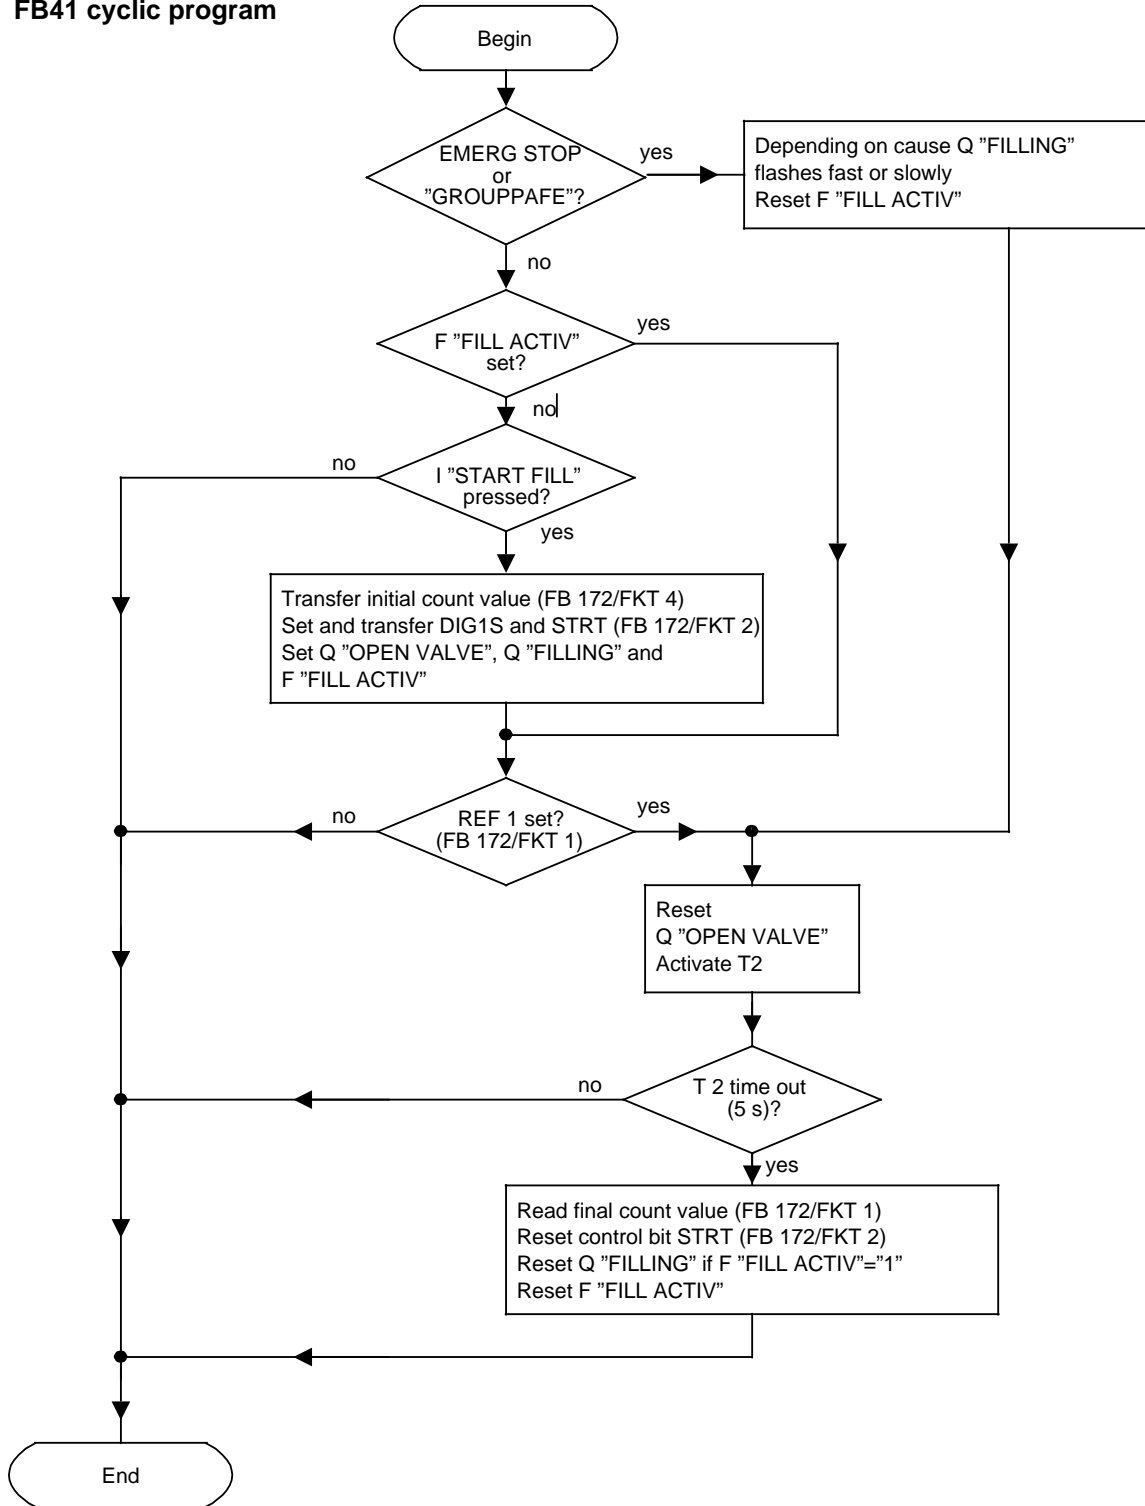 FB41 cyclic program
Begin
EMERG STOP
or
"GROUPPAFE"?
yes
Depending on cause Q ”FILLING”
flashes fast or slowly
Reset F ”FILL ACTIV”
no
F ”FILL ACTIV”
set?
yes
no
I ”START FILL”
pressed?
no
yes
Transfer initial count value (FB 172/FKT 4)
Set and transfer DIG1S and STRT (FB 172/FKT 2)
Set Q ”OPEN VALVE”, Q ”FILLING” and
F ”FILL ACTIV”
REF 1 set?
(FB 172/FKT 1)
no
yes
Reset
Q ”OPEN VALVE”
Activate T2
T 2 time out
(5 s)?
no
yes
Read final count value (FB 172/FKT 1)
Reset control bit STRT (FB 172/FKT 2)
Reset Q ”FILLING” if F ”FILL ACTIV”=”1”
Reset F ”FILL ACTIV”
End